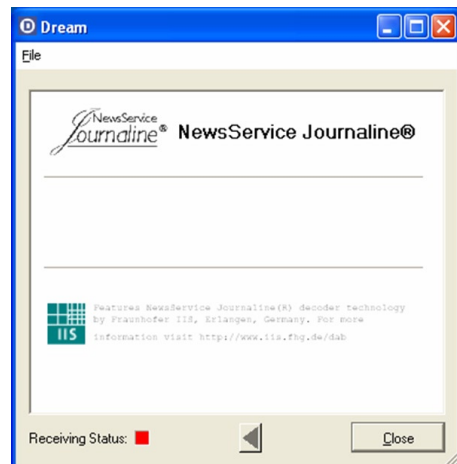 Dream
File
NewsService
Journaline® NewsService Journaline®
Features NewsService Journaline(R) decoder technology
by Fraunhofer IIS, Erlangen, Germany. For more
information visit http://www.iis.fhg.de/dab
IIS
Receiving Status:
Close